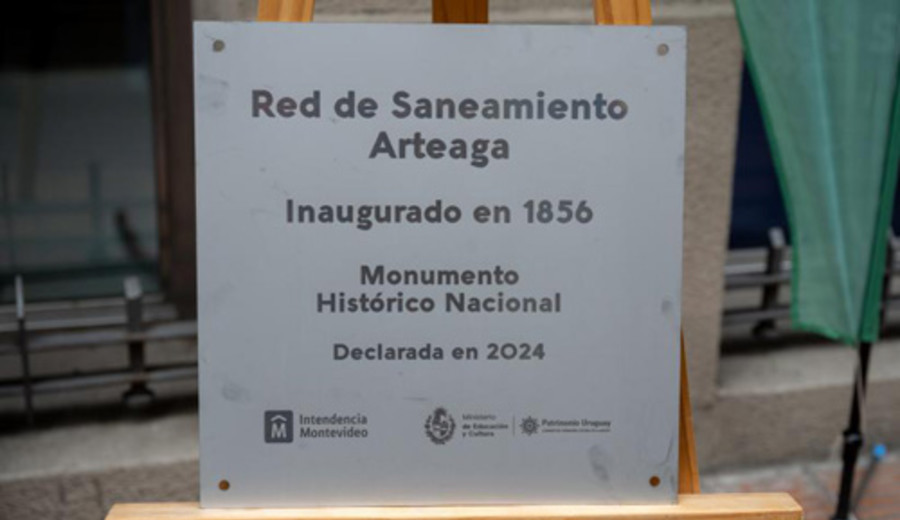 Red de Saneamiento
Arteaga
Inaugurado en 1856
Monumento
Histórico Nacional
Declarada en 2024
Intendencia
Montevideo
Ministerio
de Educación
y Cultura
Patrimonio Uruguay